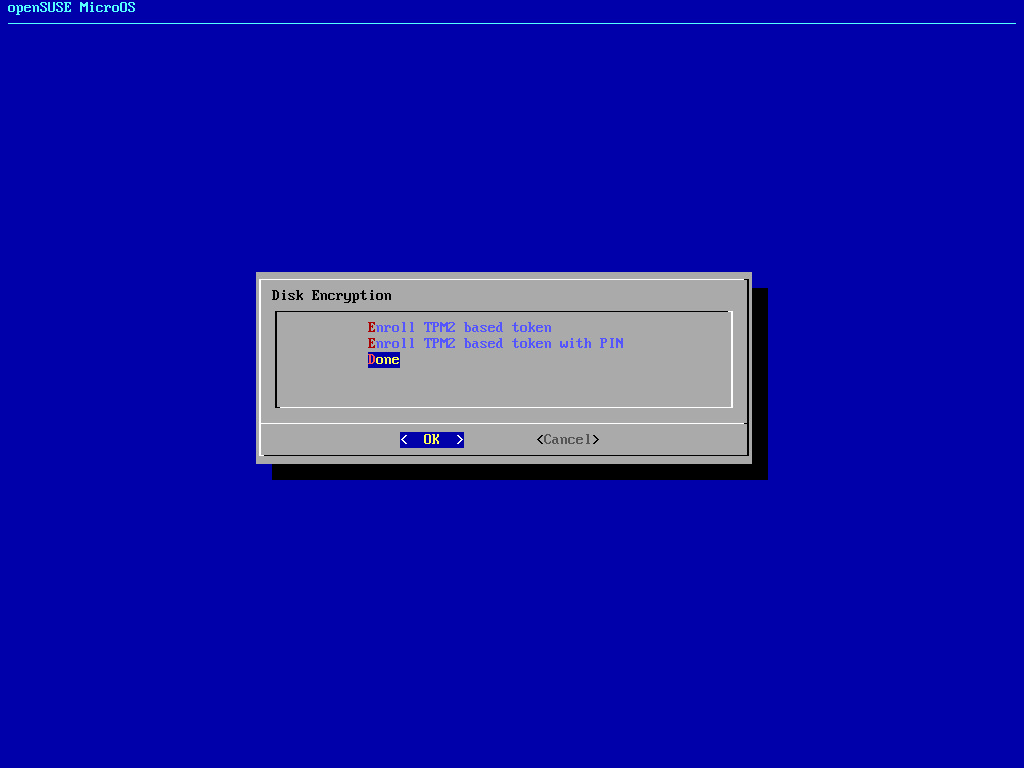 openSUSE MicroOS
Disk Encryption
Enroll TPM2 based token
Enroll TPM2 based token with PIN
Done
<  OK  > <Cancel>